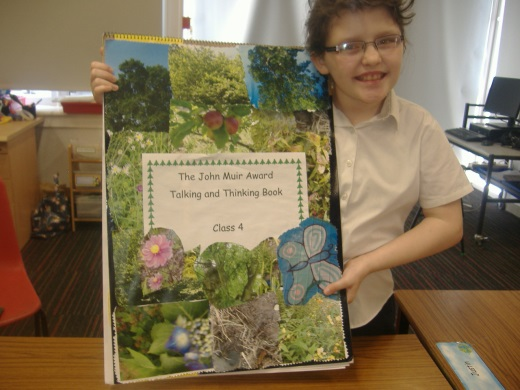 The John Muir Award
Talking and Thinking Book
Class 4